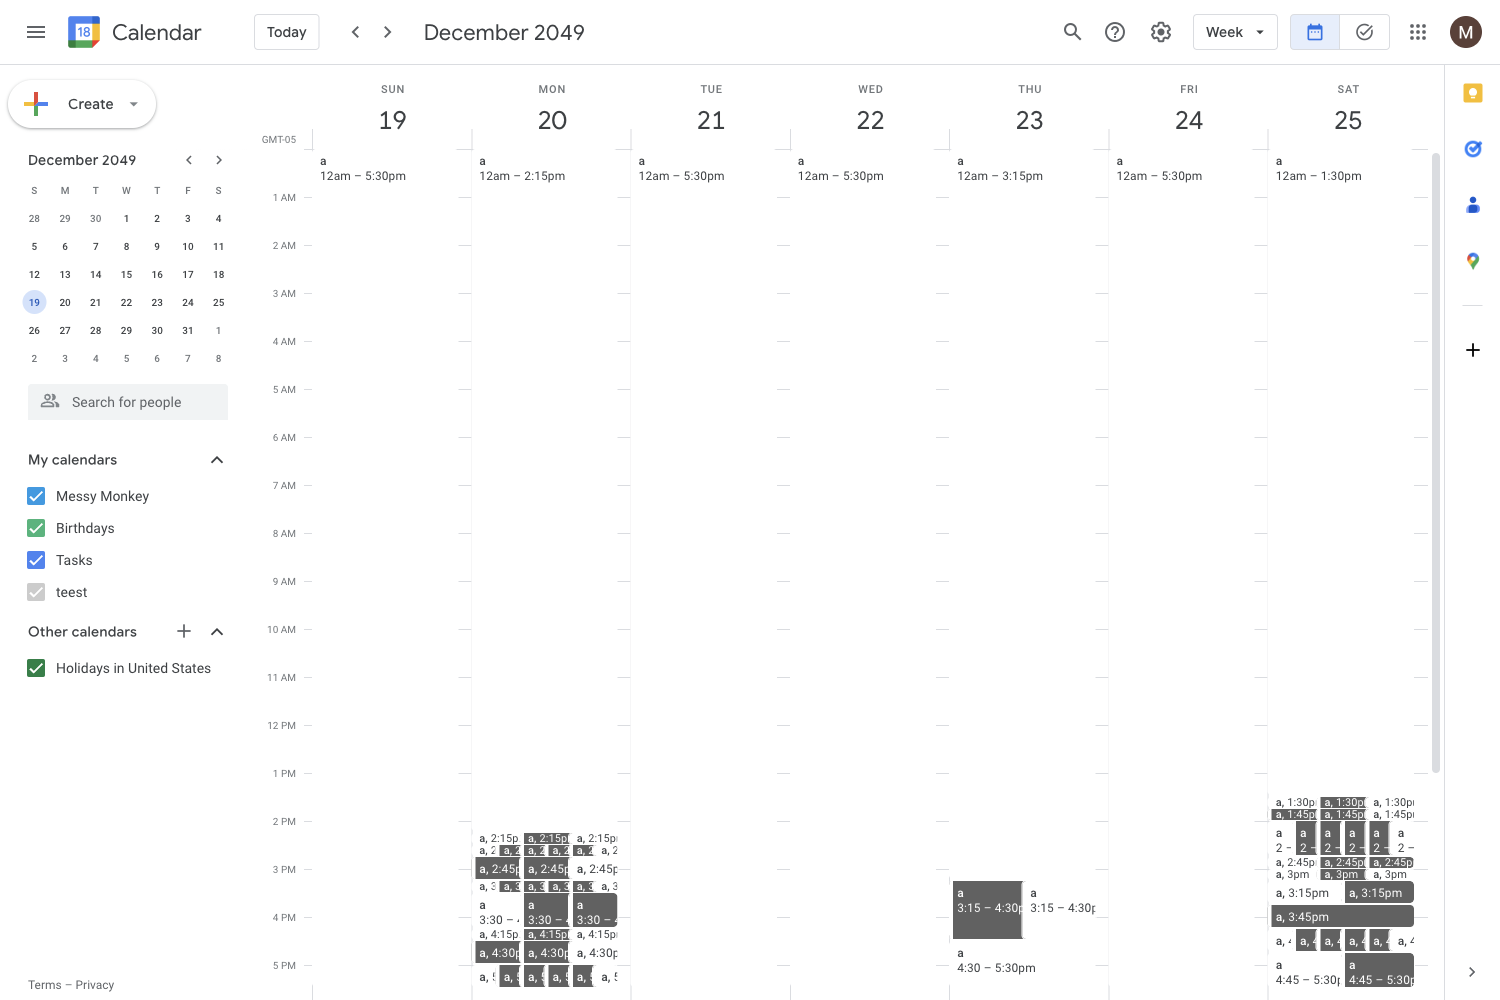 18 Calendar Today December 2049 Week M
Create
SUN MON TUE WED THU FRI SAT
19 20 21 22 23 24 25
GMT-05
December 2049
S M T W T F S
28 29 30 1 2 3 4
5 6 7 8 9 10 11
12 13 14 15 16 17 18
19 20 21 22 23 24 25
26 27 28 29 30 31 1
2 3 4 5 6 7 8
Search for people
My calendars
Messy Monkey
Birthdays
Tasks
teest
Other calendars
Holidays in United States
Terms – Privacy
a a a a a a a
12am – 5:30pm 12am – 2:15pm 12am – 5:30pm 12am – 5:30pm 12am – 3:15pm 12am – 5:30pm 12am – 1:30pm
1 AM
2 AM
3 AM
4 AM
5 AM
6 AM
7 AM
8 AM
9 AM
10 AM
11 AM
12 PM
1 PM
2 PM
3 PM
4 PM
5 PM
a, 2:15p a, 2:15p a, 2:15p
a, 2 a, 2 a, 2 a, 2 a, 2 a, 2
a, 2:45p a, 2:45p a, 2:45p
a, 3 a, 3 a, 3 a, 3 a, 3 a, 3
a a a
3:30 – 3:30 – 3:30 –
a, 4:15p a, 4:15p a, 4:15p
a, 4:30p a, 4:30p a, 4:30p
a, a, a, a, a, a,
a a
3:15 – 4:30p 3:15 – 4:30p
a
4:30 – 5:30pm
a, 1:30p a, 1:30p a, 1:30p
a, 1:45p a, 1:45p a, 1:45p
a a a a a a
2 – 2 – 2 – 2 – 2 – 2 –
a, 2:45p a, 2:45p a, 2:45p
a, 3pm a, 3pm a, 3pm
a, 3:15pm a, 3:15pm
a, 3:45pm
a, 4 a, 4 a, 4 a, 4 a, 4 a, 4
a a
4:45 – 5:30p 4:45 – 5:30p